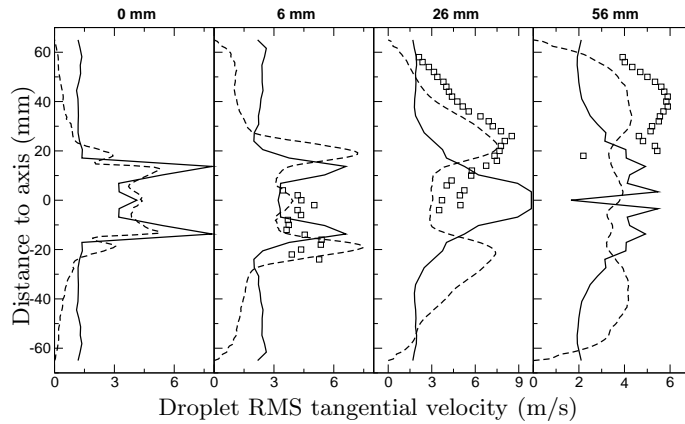 0 mm 6 mm 26 mm 56 mm
60
40
20
0
-20
-40
-60
Distance to axis (mm)
0 3 6 0 3 6 0 3 6 9 0 2 4 6
Droplet RMS tangential velocity (m/s)